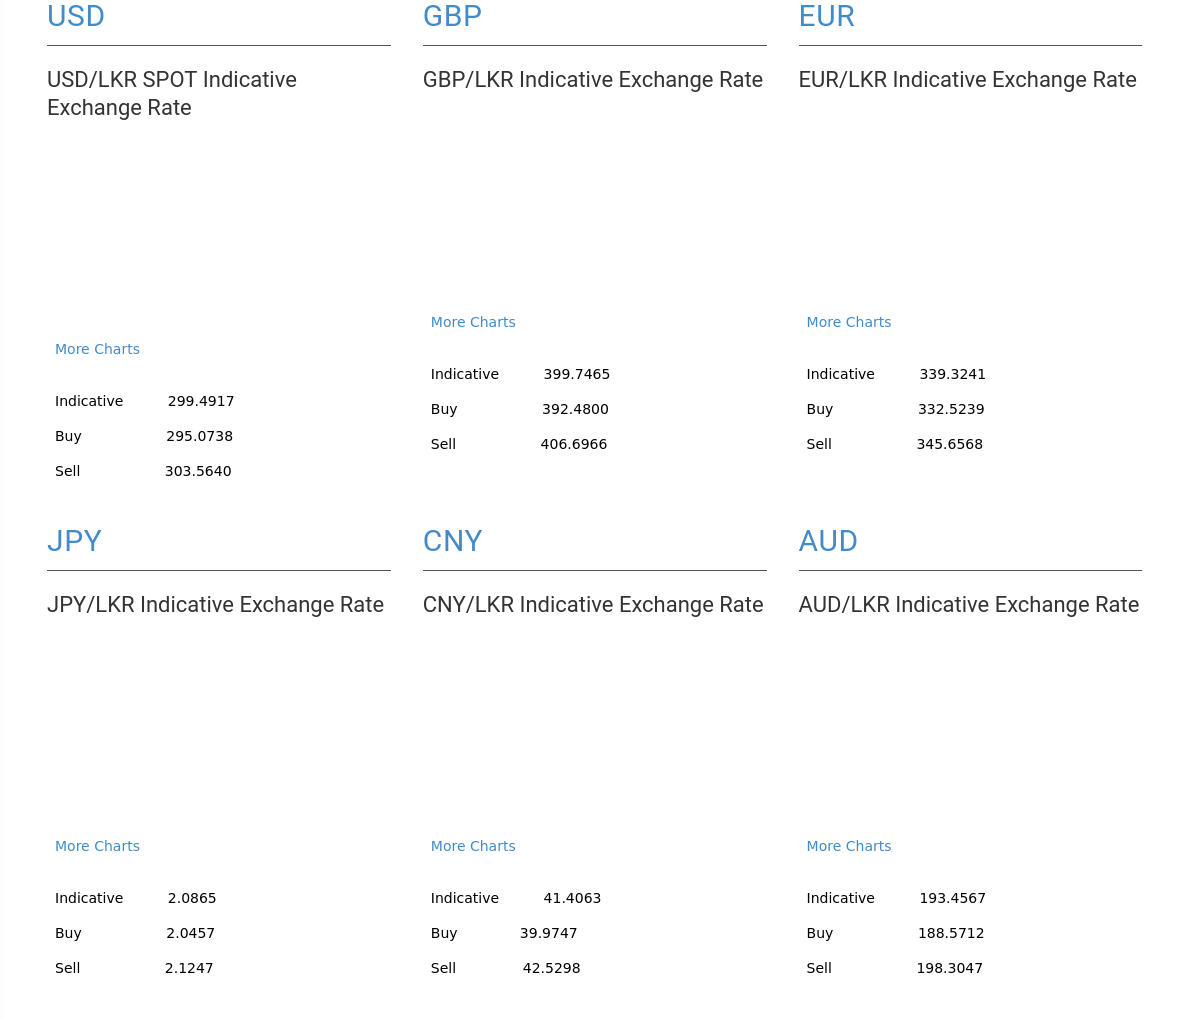 USD
USD/LKR SPOT Indicative
Exchange Rate
More Charts
Indicative 299.4917
Buy 295.0738
Sell 303.5640
GBP
GBP/LKR Indicative Exchange Rate
More Charts
Indicative 399.7465
Buy 392.4800
Sell 406.6966
EUR
EUR/LKR Indicative Exchange Rate
More Charts
Indicative 339.3241
Buy 332.5239
Sell 345.6568
JPY
JPY/LKR Indicative Exchange Rate
More Charts
Indicative 2.0865
Buy 2.0457
Sell 2.1247
CNY
CNY/LKR Indicative Exchange Rate
More Charts
Indicative 41.4063
Buy 39.9747
Sell 42.5298
AUD
AUD/LKR Indicative Exchange Rate
More Charts
Indicative 193.4567
Buy 188.5712
Sell 198.3047